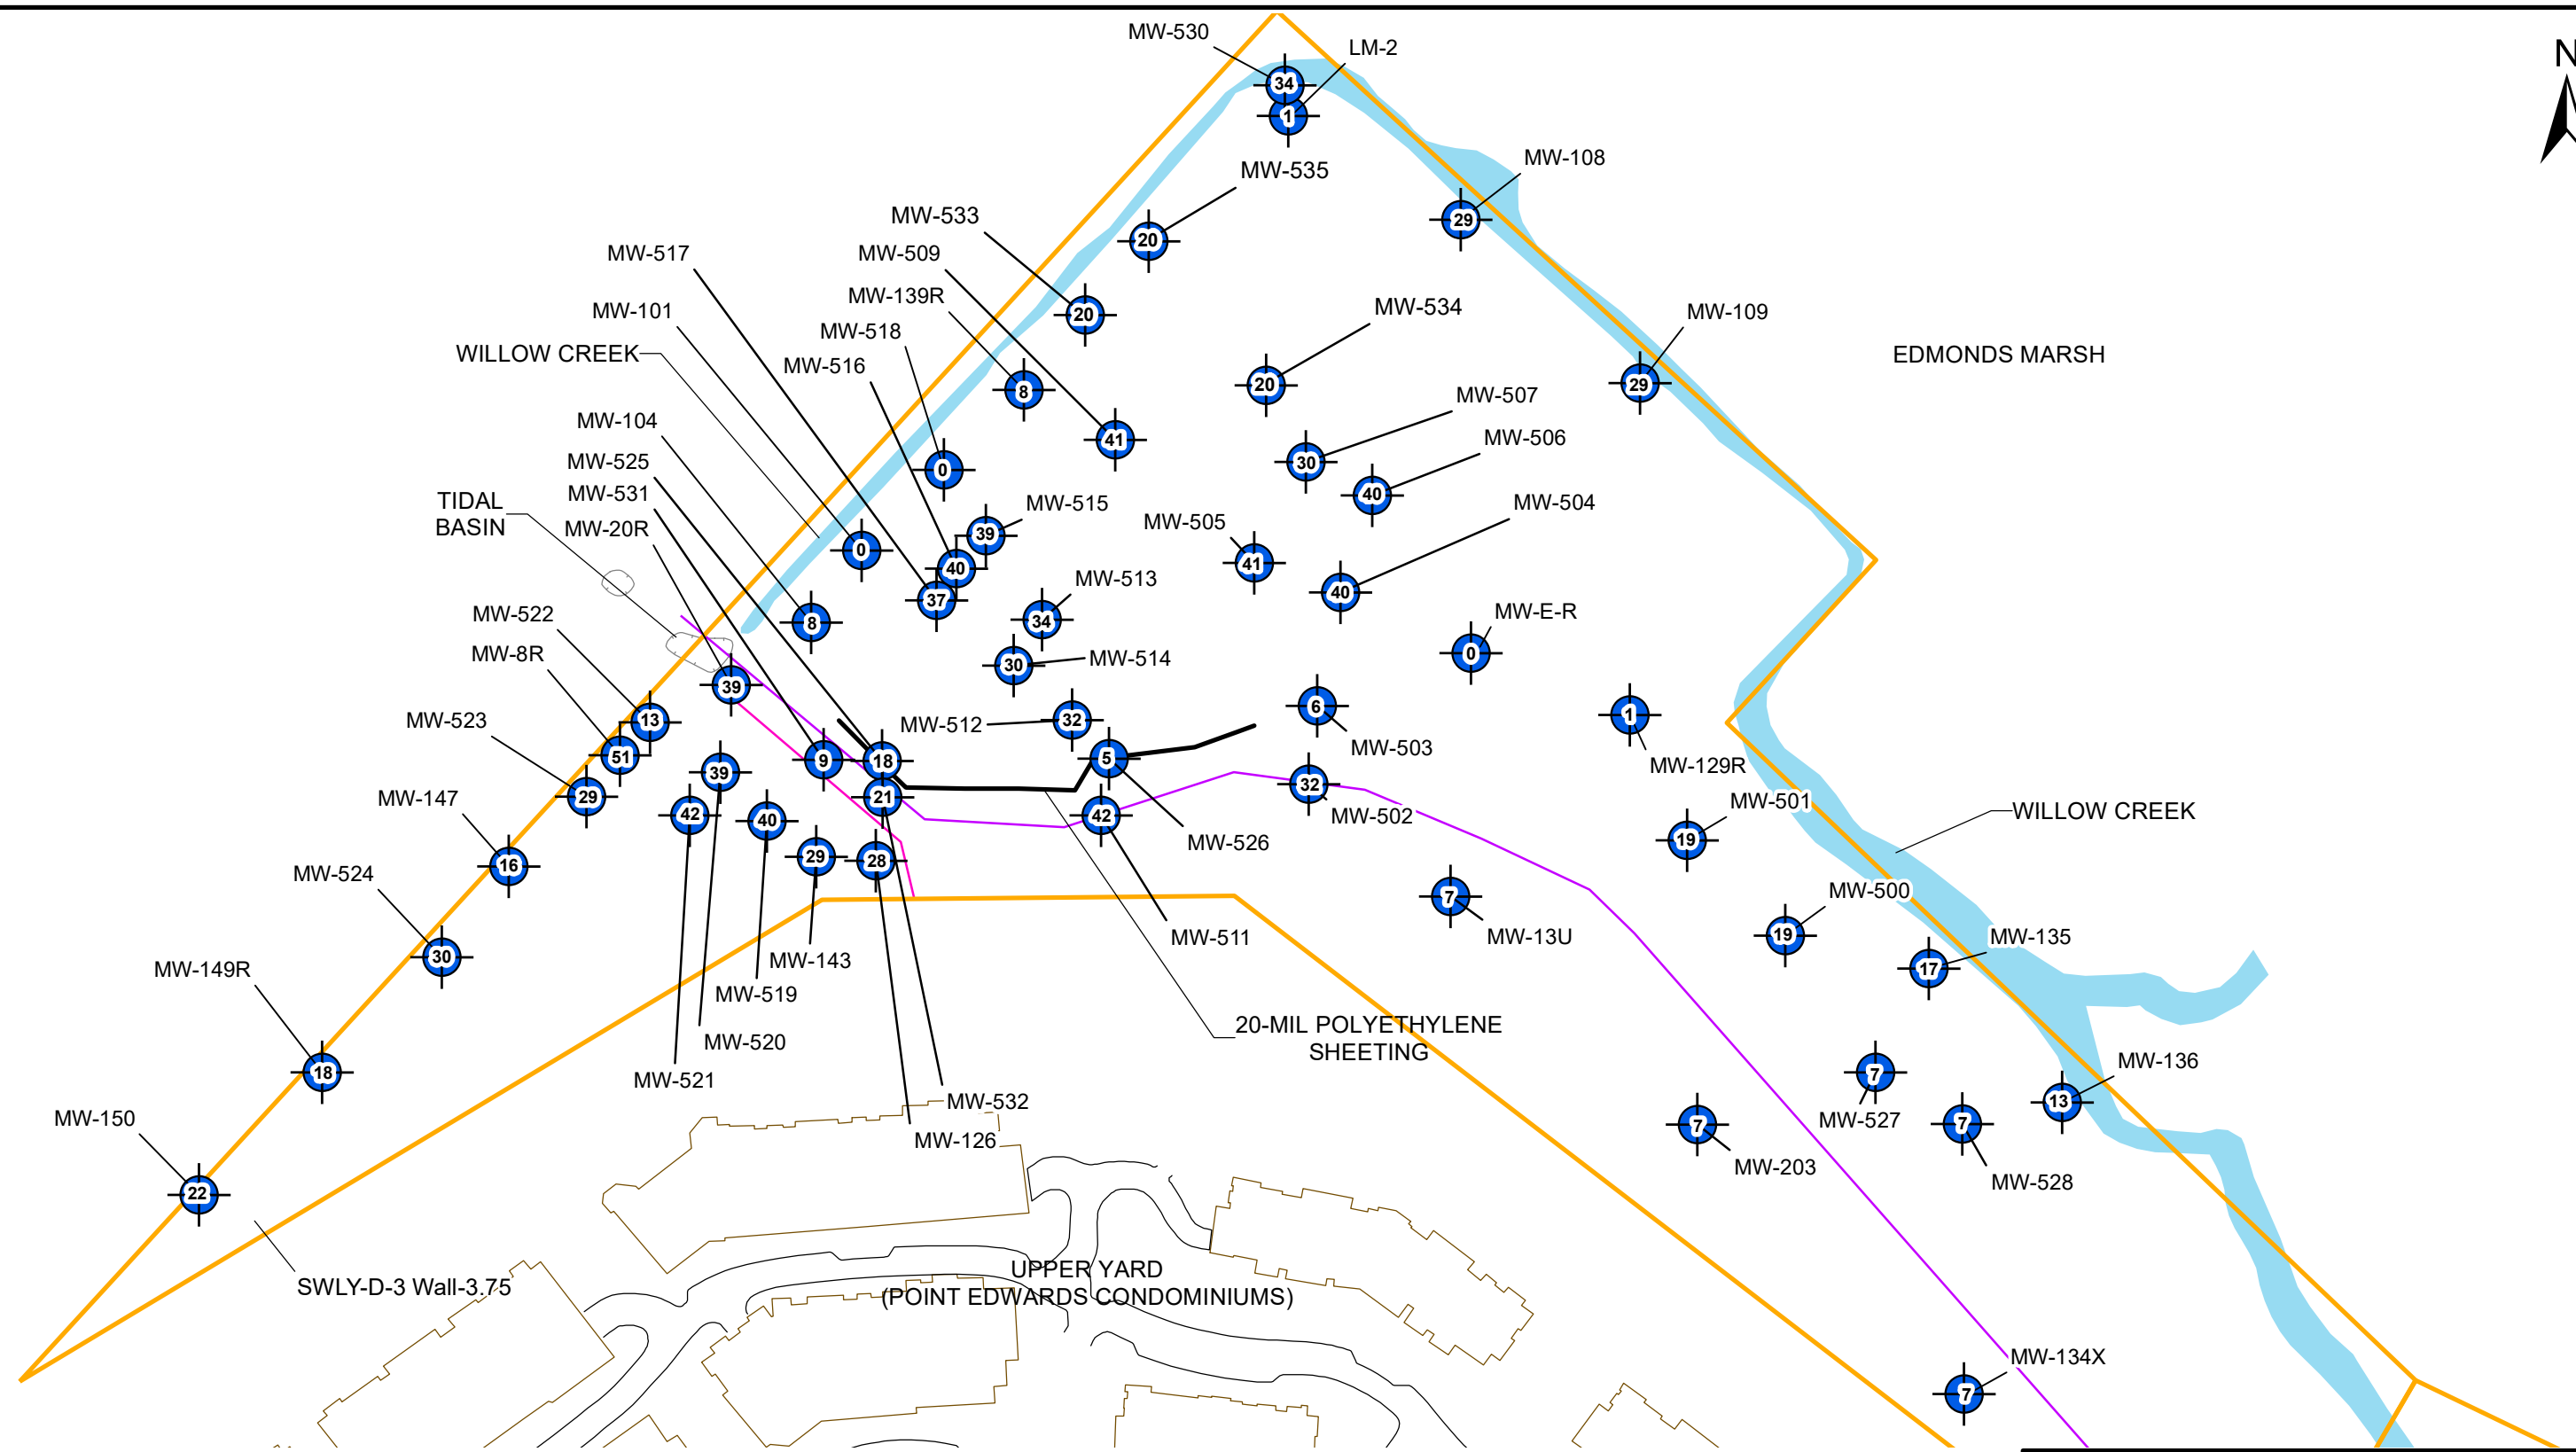 MW-530
LM-2
N
34
1
MW-108
MW-535
29
MW-533
20
MW-517
MW-509
MW-139R
MW-101
20
MW-534
MW-109
MW-518
WILLOW CREEK
EDMONDS MARSH
MW-516
8
20
29
MW-507
MW-104
41
MW-506
MW-525
0
30
MW-531
40
TIDAL
BASIN
MW-515
MW-504
MW-20R
39
MW-505
0
41
40
MW-513
40
37
MW-522
8
34
MW-E-R
MW-8R
30
MW-514
0
39
MW-523
13
MW-512
32
6
1
51
MW-503
9
18
5
MW-129R
39
32
MW-147
29
21
MW-501
42
40
42
MW-502
WILLOW CREEK
MW-526
19
29
28
16
MW-524
MW-500
7
MW-511
MW-13U
19
MW-135
30
MW-143
17
MW-149R
MW-519
20-MIL POLYETHYLENE
SHEETING
MW-520
MW-136
18
MW-521
7
MW-532
13
MW-150
MW-527
7
7
MW-126
MW-203
MW-528
22
UPPER YARD
(POINT EDWARDS CONDOMINIUMS)
SWLY-D-3 Wall-3.75
MW-134X
7